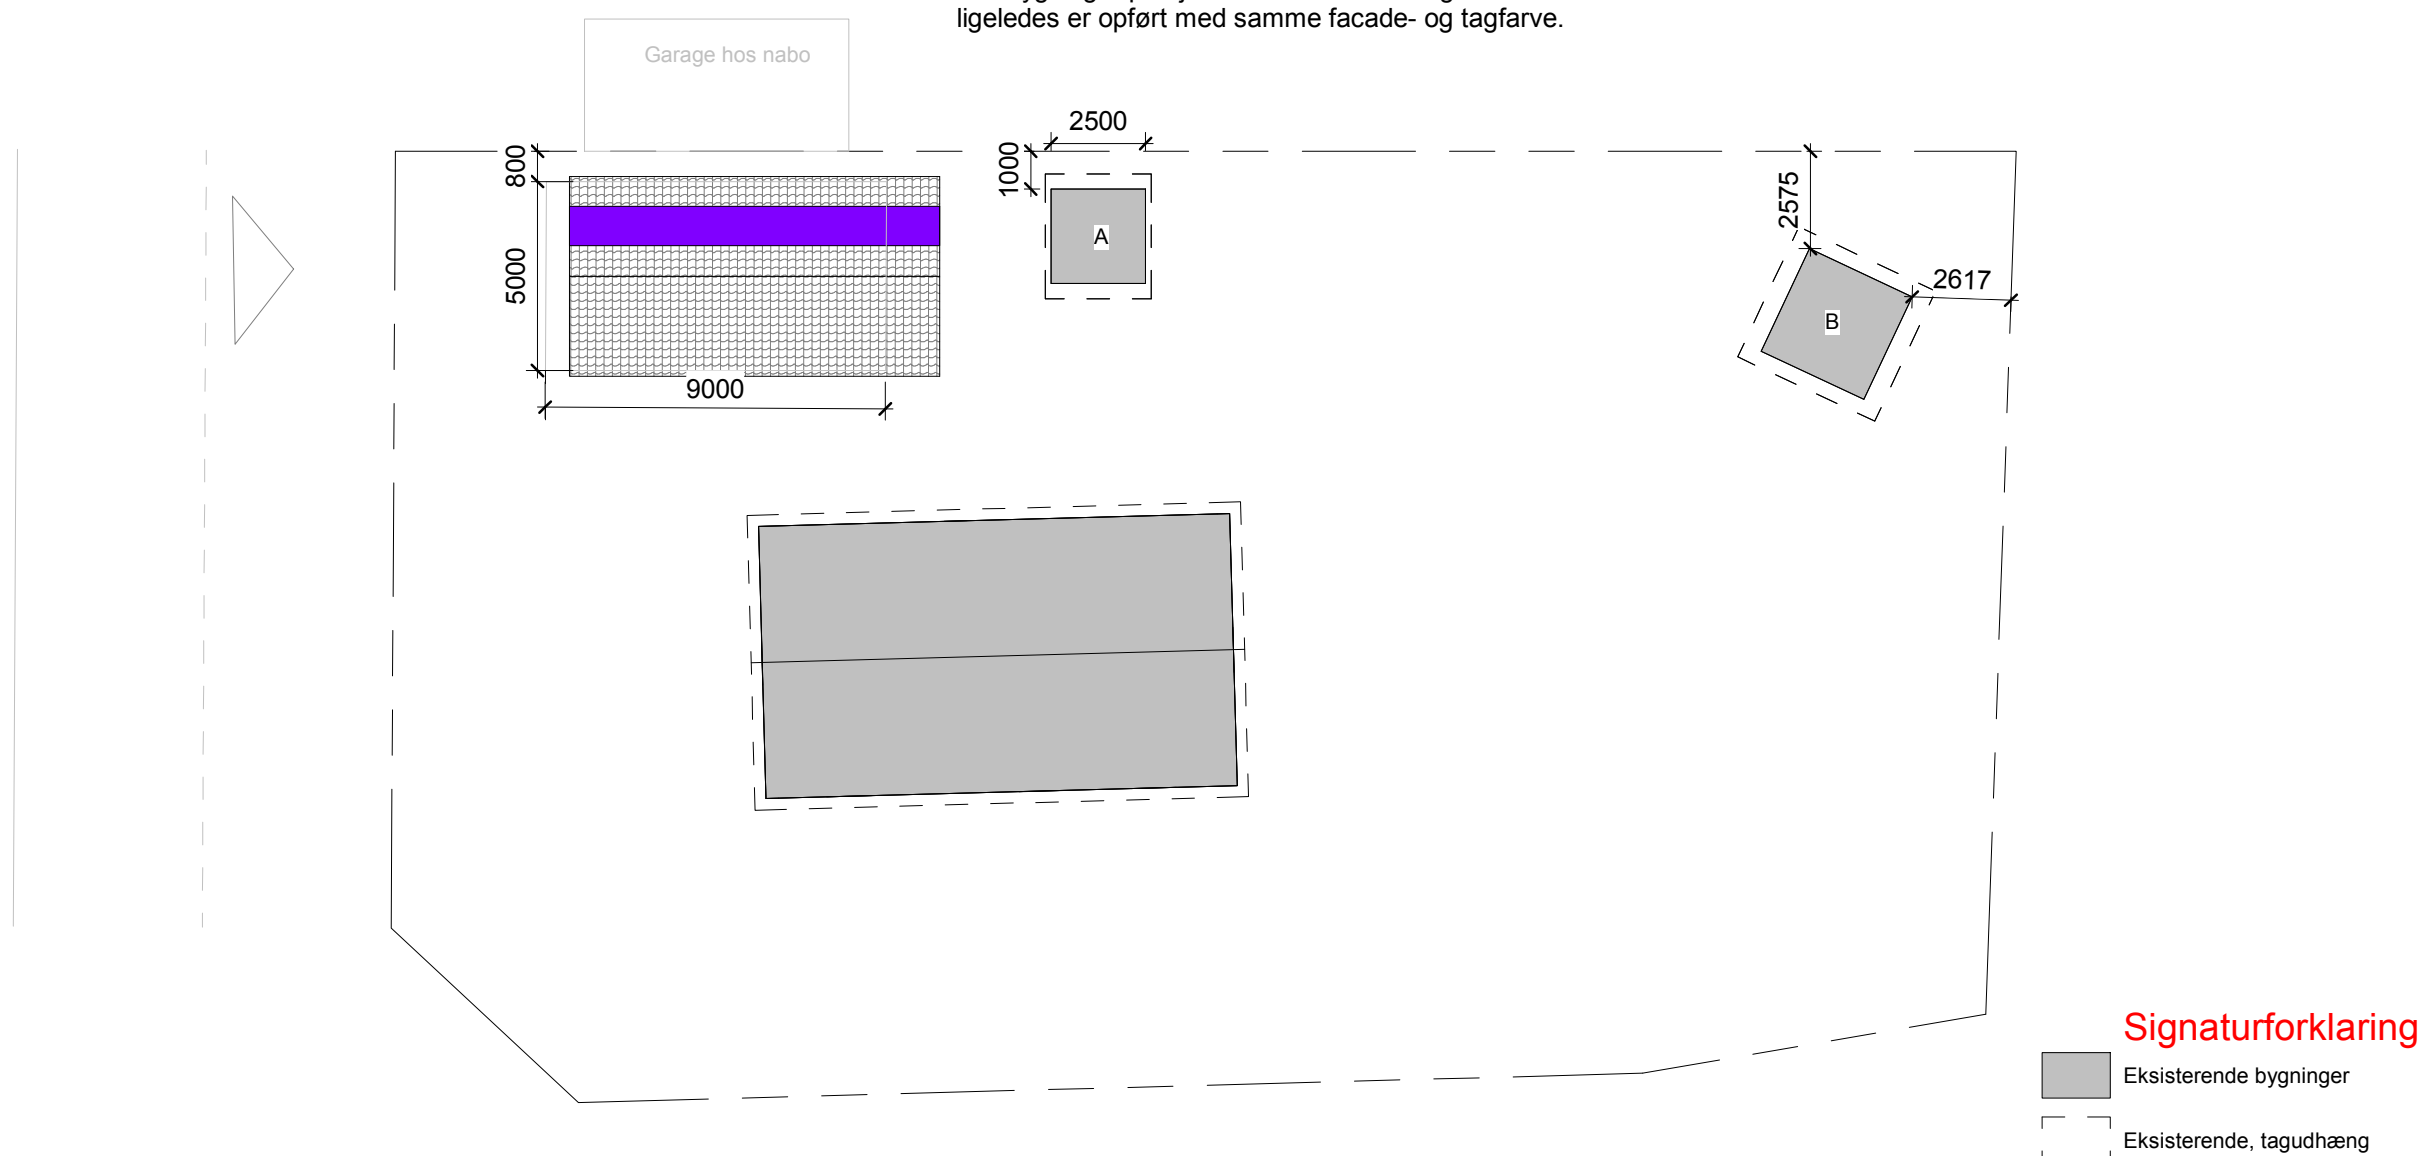 ligeledes er opført med samme facade- og tagfarve.
Garage hos nabo
2500
800
1000
2575
A
5000
2617
B
9000
Signaturforklaring
Eksisterende bygninger
Eksisterende, tagudhæng